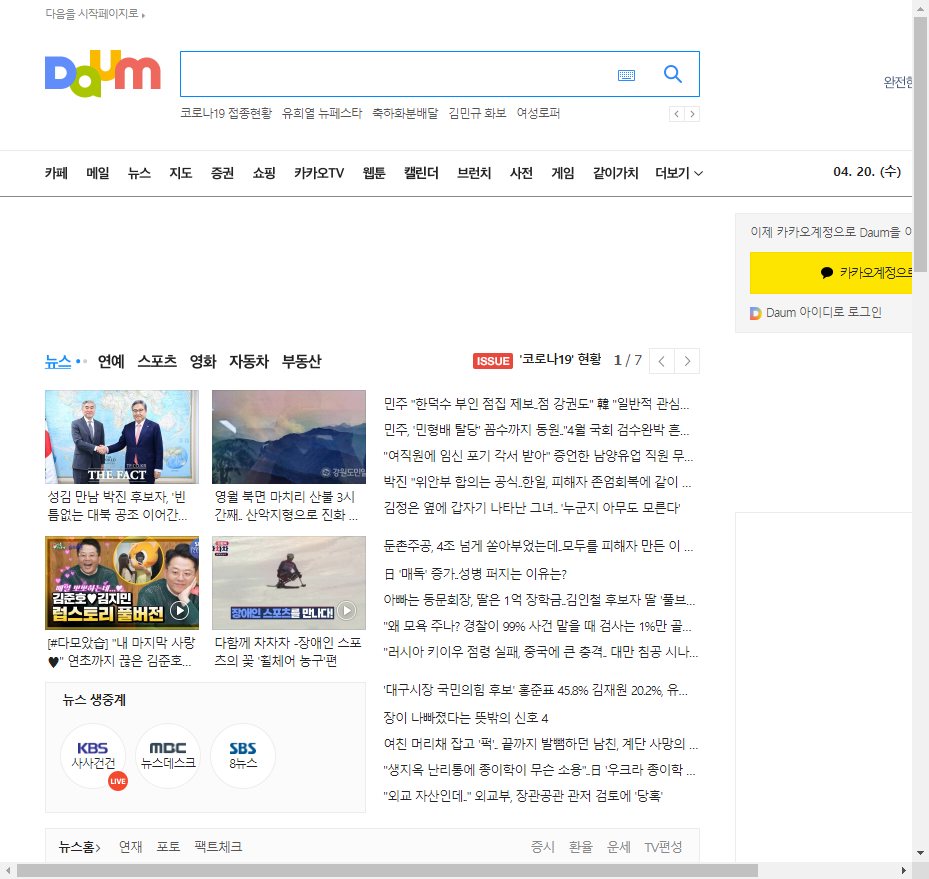 다음을 시작페이지로
Daum
완전한
코로나19 접종현황 유희열 뉴페스타 축하화분배달 김민규 화보 여성로퍼
카페 메일 뉴스 지도 증권 쇼핑 카카오TV 웹툰 캘린더 브런치 사전 게임 같이가치 더보기
04. 20. (수)
이제 카카오계정으로 Daum을 이
카카오계정으로
Daum 아이디로 로그인
뉴스 연예 스포츠 영화 자동차 부동산
ISSUE '코로나19' 현황 1 / 7
THE FACT
성김 만남 박진 후보자, '빈
틈없는 대북 공조 이어간...
강원도민일
영월 북면 마치리 산불 3시
간째.. 산악지형으로 진화 ...
김준호♥김지민
럽스토리 풀버전
[#다모았습] "내 마지막 사랑
♥" 연초까지 끊은 김준호...
장애인 스포츠를 만나다!
다함께 차차차 -장애인 스포
츠의 꽃 '휠체어 농구'편
민주 "한덕수 부인 점집 제보..점 강권도" 韓 "일반적 관심...
민주, '민형배 탈당' 꼼수까지 동원.."4월 국회 검수완박 흔...
"여직원에 임신 포기 각서 받아" 증언한 남양유업 직원 무...
박진 "위안부 합의는 공식..한일, 피해자 존엄회복에 같이 ...
김정은 옆에 갑자기 나타난 그녀.. '누군지 아무도 모른다'
둔촌주공, 4조 넘게 쏟아부었는데..모두를 피해자 만든 이 ...
日 '매독' 증가..성병 퍼지는 이유는?
아빠는 동문회장, 딸은 1억 장학금..김인철 후보자 딸 '풀브...
"왜 모욕 주나? 경찰이 99% 사건 맡을 때 검사는 1%만 골...
"러시아 키이우 점령 실패, 중국에 큰 충격.. 대만 침공 시나...
'대구시장 국민의힘 후보' 홍준표 45.8% 김재원 20.2%, 유...
장이 나빠졌다는 뜻밖의 신호 4
여친 머리채 잡고 '퍽'.. 끝까지 발뺌하던 남친, 계단 사망의 ...
"생지옥 난리통에 종이학이 무슨 소용"..日 '우크라 종이학 ...
"외교 자산인데.." 외교부, 장관공관 관저 검토에 '당혹'
뉴스 생중계
KBS
사사건건
LIVE
MBC
뉴스데스크
SBS
8뉴스
뉴스홈 연재 포토 팩트체크
증시 환율 운세 TV편성